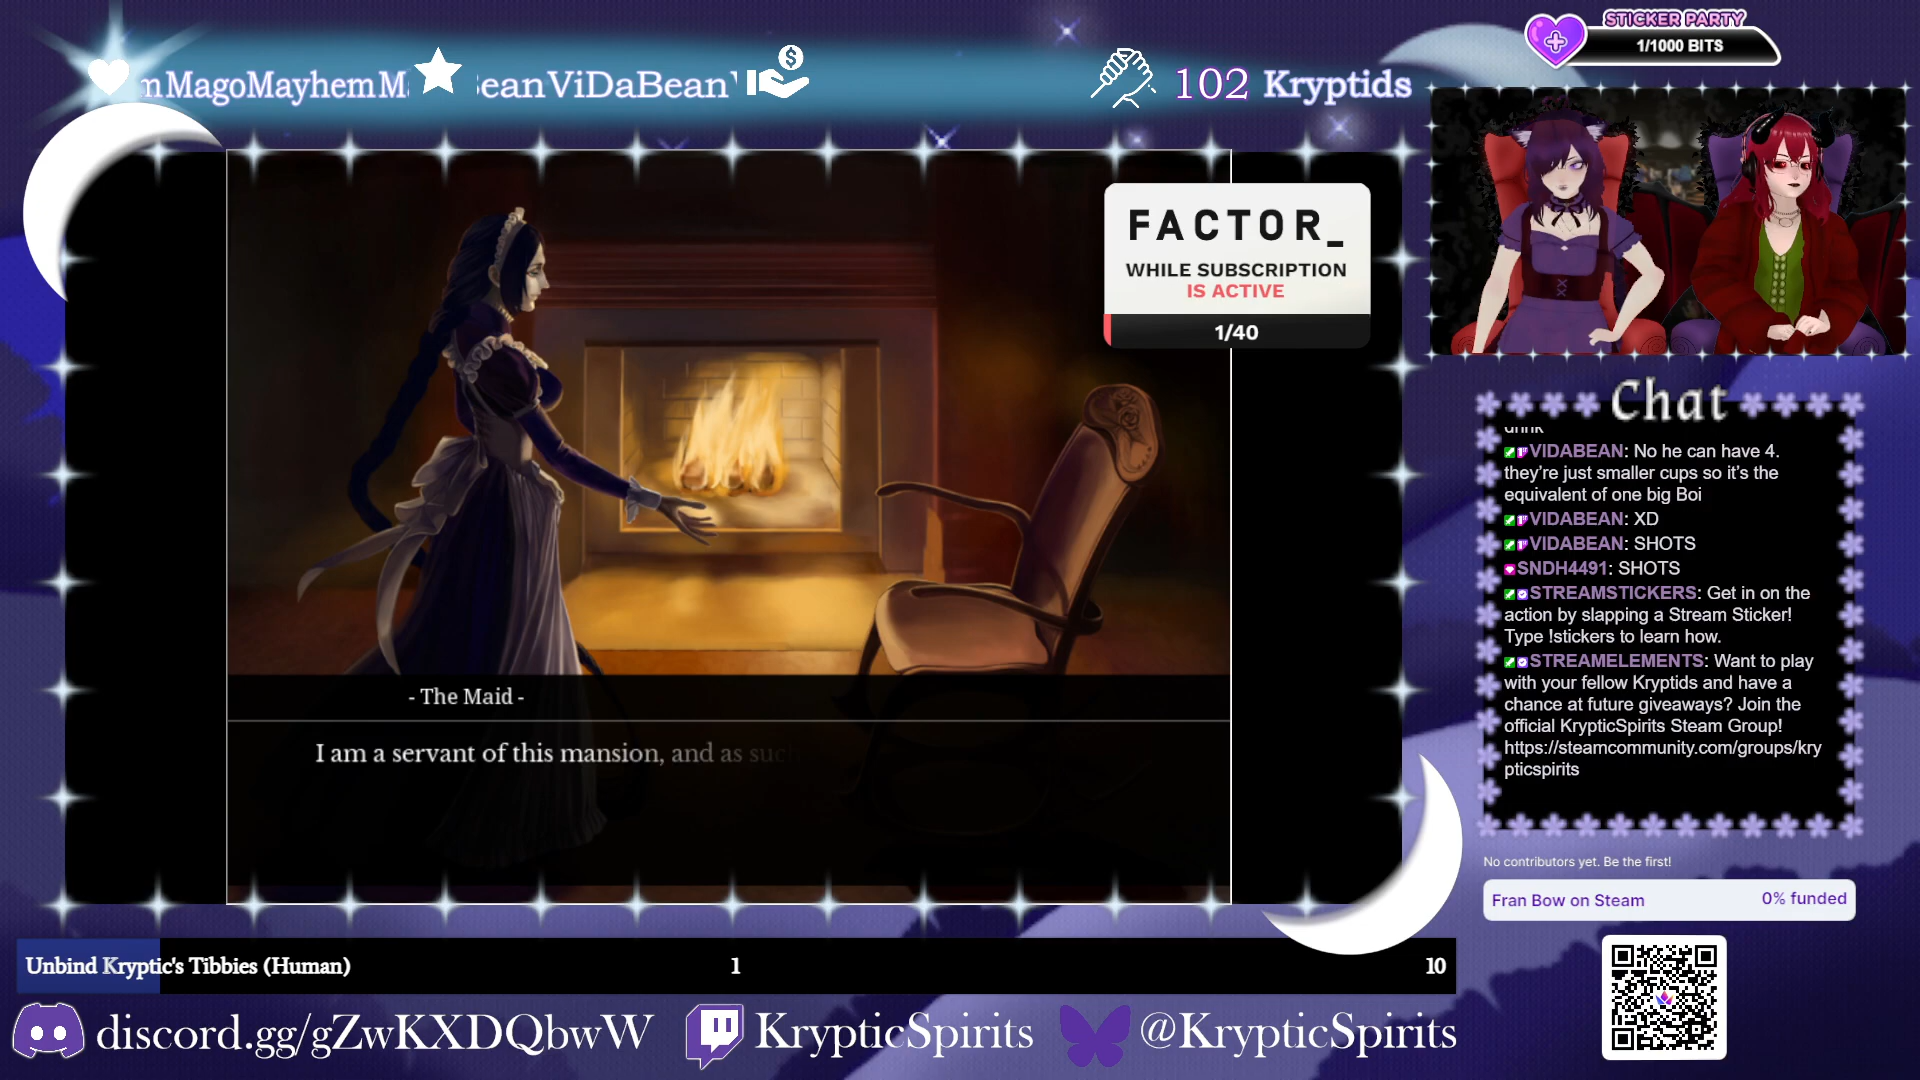 STICKER PARTY
1/1000 BITS
MagoMayhem
ViDaBean
102 Kryptids
FACTOR_
WHILE SUBSCRIPTION
IS ACTIVE
1/40
- The Maid -
I am a servant of this mansion, and as such
Chat
drink
VIDABEAN: No he can have 4.
they're just smaller cups so it's the
equivalent of one big Boi
VIDABEAN: XD
VIDABEAN: SHOTS
SNDH4491: SHOTS
STREAMSTICKERS: Get in on the
action by slapping a Stream Sticker!
Type !stickers to learn how.
STREAMELEMENTS: Want to play
with your fellow Kryptids and have a
chance at future giveaways? Join the
official KrypticSpirits Steam Group!
https://steamcommunity.com/groups/kry
pticspirits
No contributors yet. Be the first!
Fran Bow on Steam 0% funded
Unbind Kryptic's Tibbies (Human) 1 10
discord.gg/gZwKXDQbwW KrypticSpirits @KrypticSpirits